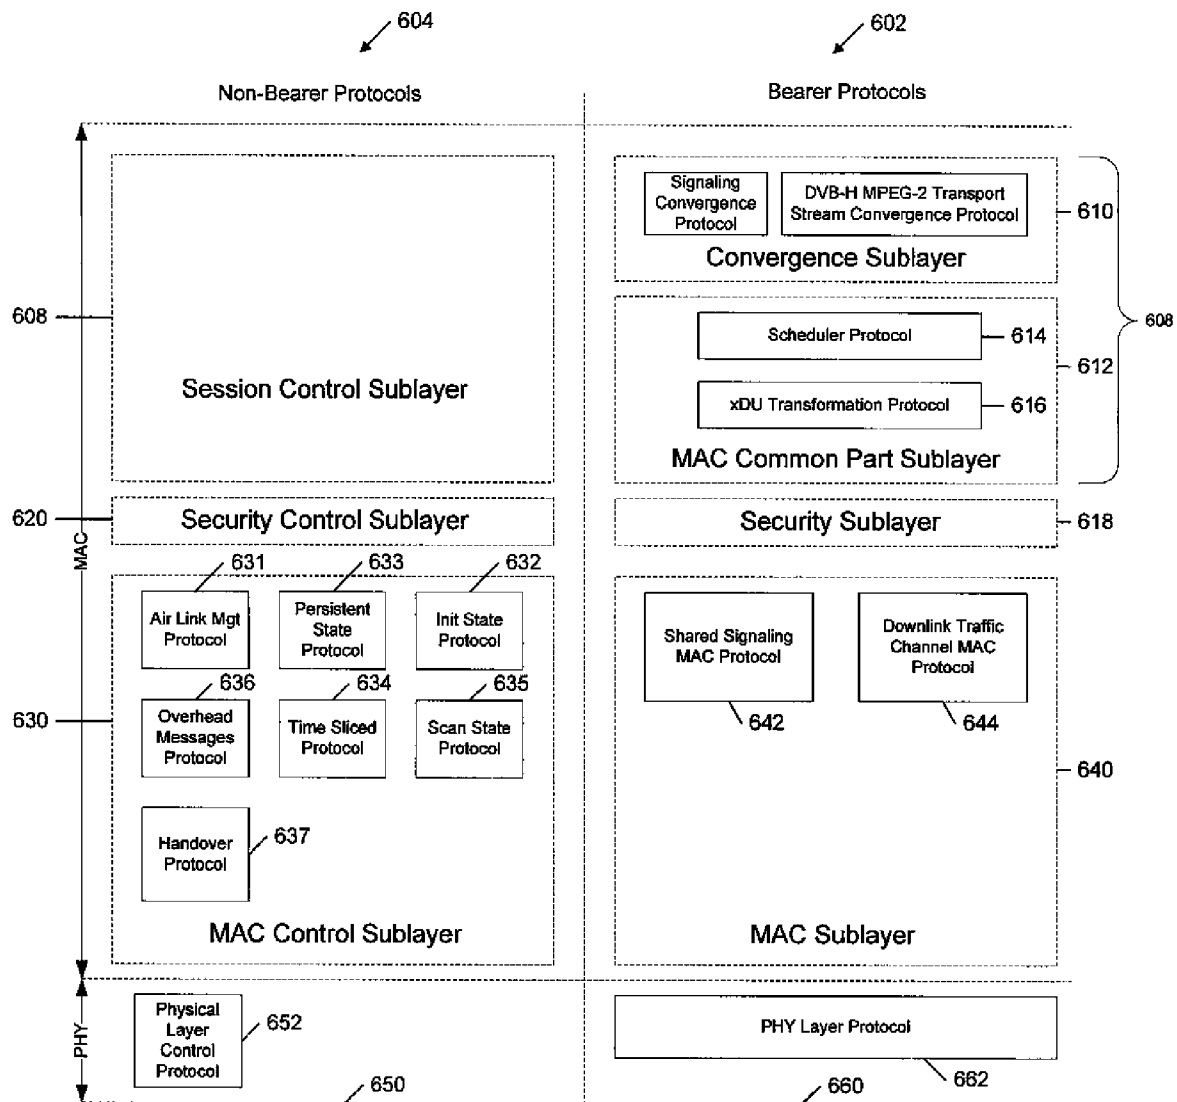 604
602
Non-Bearer Protocols
Bearer Protocols
Signaling
Convergence
Protocol
DVB-H MPEG-2 Transport
Stream Convergence Protocol
610
Convergence Sublayer
608
608
Scheduler Protocol
614
612
Session Control Sublayer
xDU Transformation Protocol
616
MAC Common Part Sublayer
620
Security Control Sublayer
Security Sublayer
618
MAC
631
633
632
Air Link Mgt
Protocol
Persistent
State
Protocol
Init State
Protocol
Shared Signaling
MAC Protocol
Downlink Traffic
Channel MAC
Protocol
636
634
635
630
Overhead
Messages
Protocol
Time Sliced
Protocol
Scan State
Protocol
642
644
640
Handover
Protocol
637
MAC Control Sublayer
MAC Sublayer
PHY
Physical
Layer
Control
Protocol
652
PHY Layer Protocol
662
650
660